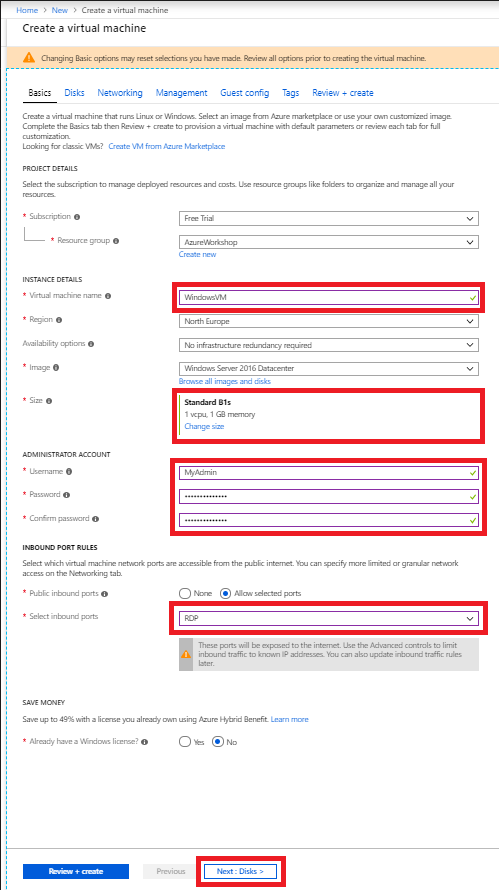 Home > New > Create a virtual machine
Create a virtual machine
Changing Basic options may reset selections you have made. Review all options prior to creating the virtual machine.
Basics Disks Networking Management Guest config Tags Review + create
Create a virtual machine that runs Linux or Windows. Select an image from Azure marketplace or use your own customized image.
Complete the Basics tab then Review + create to provision a virtual machine with default parameters or review each tab for full
customization.
Looking for classic VMs? Create VM from Azure Marketplace
PROJECT DETAILS
Select the subscription to manage deployed resources and costs. Use resource groups like folders to organize and manage all your
resources.
* Subscription Free Trial
* Resource group AzureWorkshop
Create new
INSTANCE DETAILS
* Virtual machine name WindowsVM
* Region North Europe
Availability options No infrastructure redundancy required
* Image Windows Server 2016 Datacenter
Browse all images and disks
* Size Standard B1s
1 vcpu, 1 GB memory
Change size
ADMINISTRATOR ACCOUNT
* Username MyAdmin
* Password ••••••••••••••
* Confirm password ••••••••••••••
INBOUND PORT RULES
Select which virtual machine network ports are accessible from the public internet. You can specify more limited or granular network
access on the Networking tab.
* Public inbound ports None Allow selected ports
* Select inbound ports RDP
These ports will be exposed to the internet. Use the Advanced controls to limit
inbound traffic to known IP addresses. You can also update inbound traffic rules
later.
SAVE MONEY
Save up to 49% with a license you already own using Azure Hybrid Benefit. Learn more
* Already have a Windows license? Yes No
Review + create Previous Next : Disks >